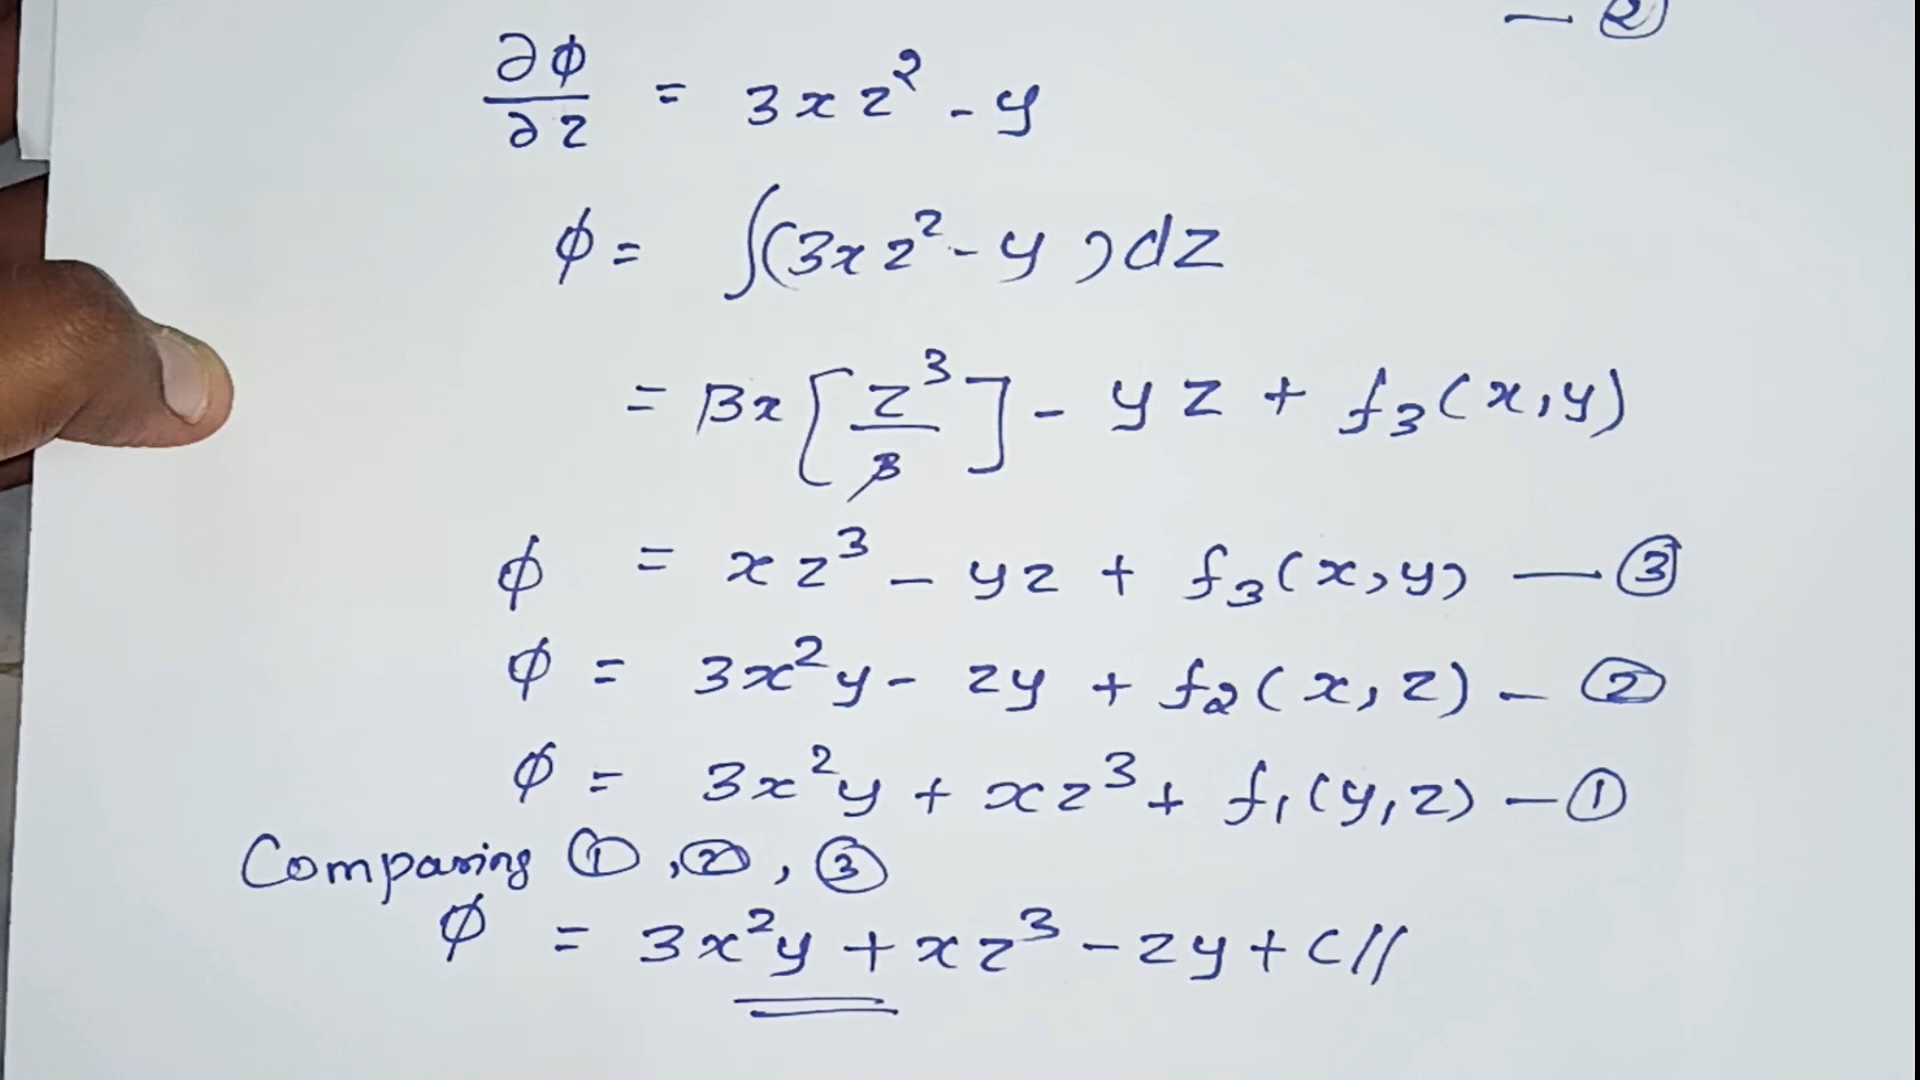 — ②
∂ϕ/∂z = 3xz² - y
ϕ = ∫(3xz² - y)dz
= 3x[z³/3] - yz + f₃(x,y)
ϕ = xz³ - yz + f₃(x,y) — ③
ϕ = 3x²y - zy + f₂(x,z) - ②
ϕ = 3x²y + xz³ + f₁(y,z) — ①
Comparing ①,②,③
ϕ = 3x²y + xz³ - zy + C//